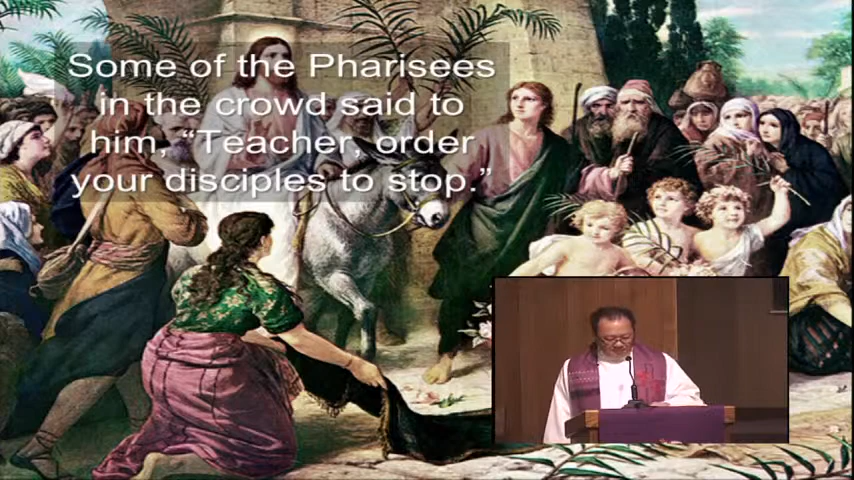 Some of the Pharisees
in the crowd said to
him, “Teacher, order
your disciples to stop.”